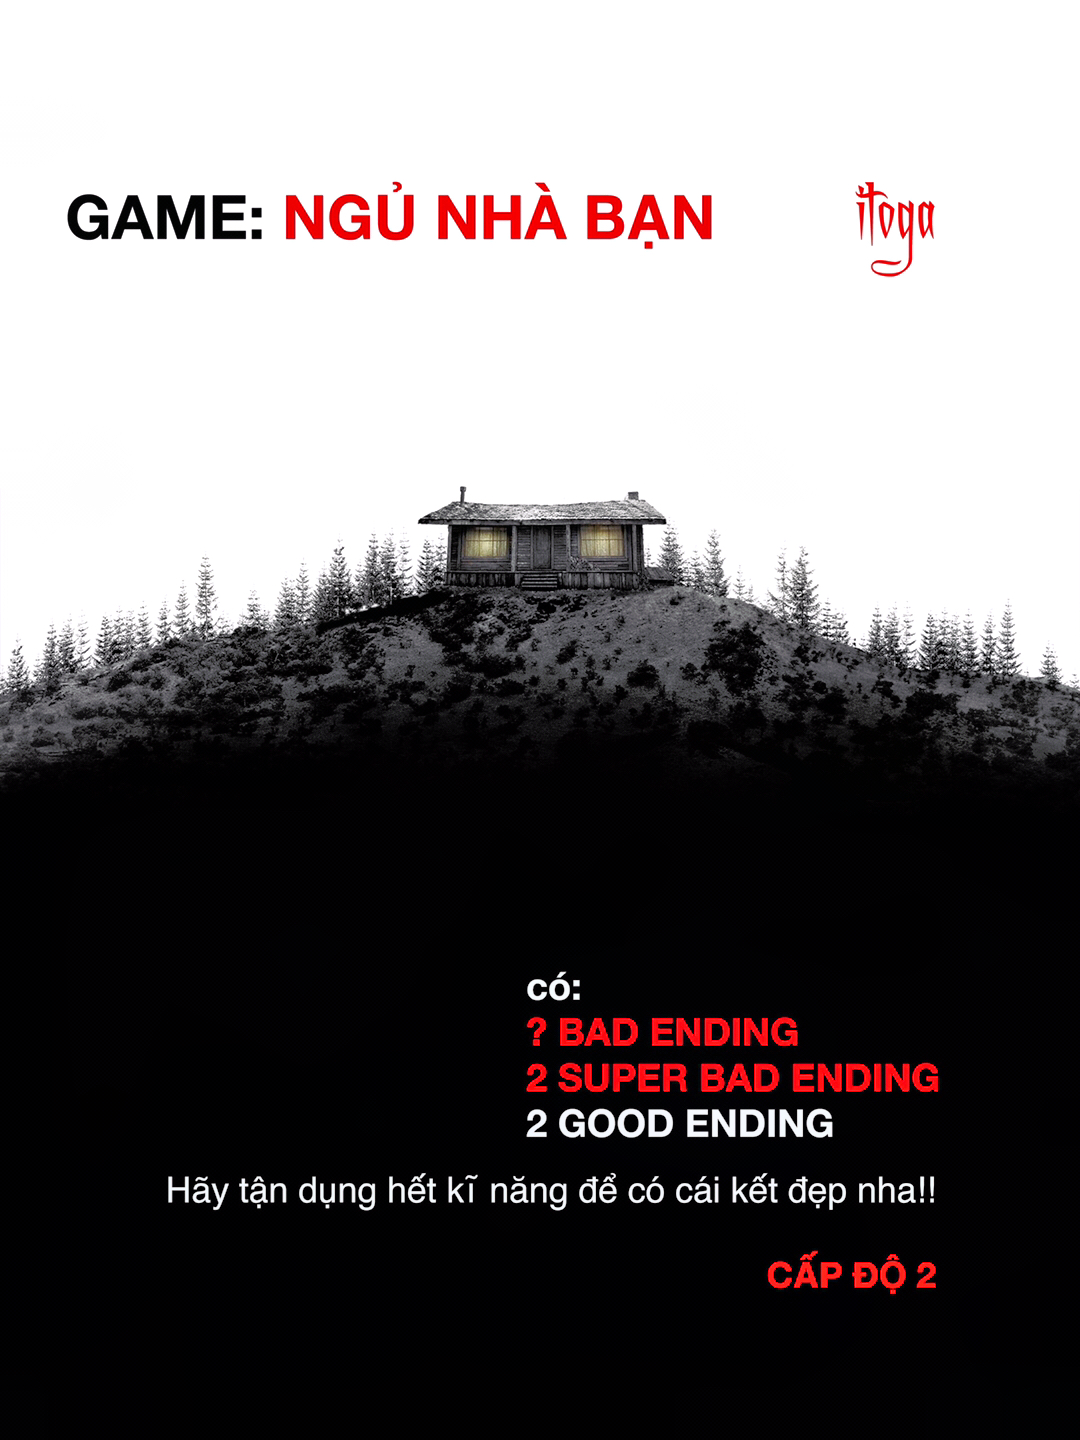 GAME: NGỦ NHÀ BẠN
itoga
có:
? BAD ENDING
2 SUPER BAD ENDING
2 GOOD ENDING
Hãy tận dụng hết kĩ năng để có cái kết đẹp nha!!
CẤP ĐỘ 2